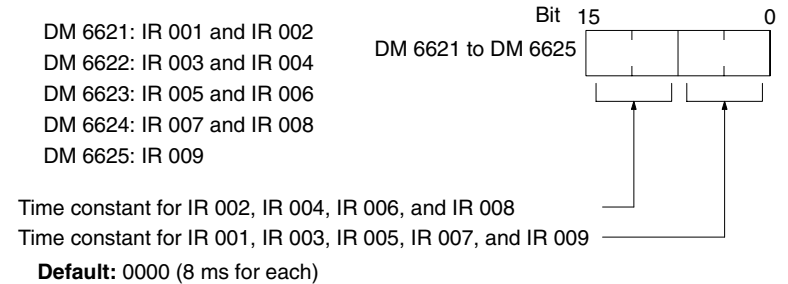 Bit 15 0
DM 6621 to DM 6625
DM 6621: IR 001 and IR 002
DM 6622: IR 003 and IR 004
DM 6623: IR 005 and IR 006
DM 6624: IR 007 and IR 008
DM 6625: IR 009
Time constant for IR 002, IR 004, IR 006, and IR 008
Time constant for IR 001, IR 003, IR 005, IR 007, and IR 009
Default: 0000 (8 ms for each)